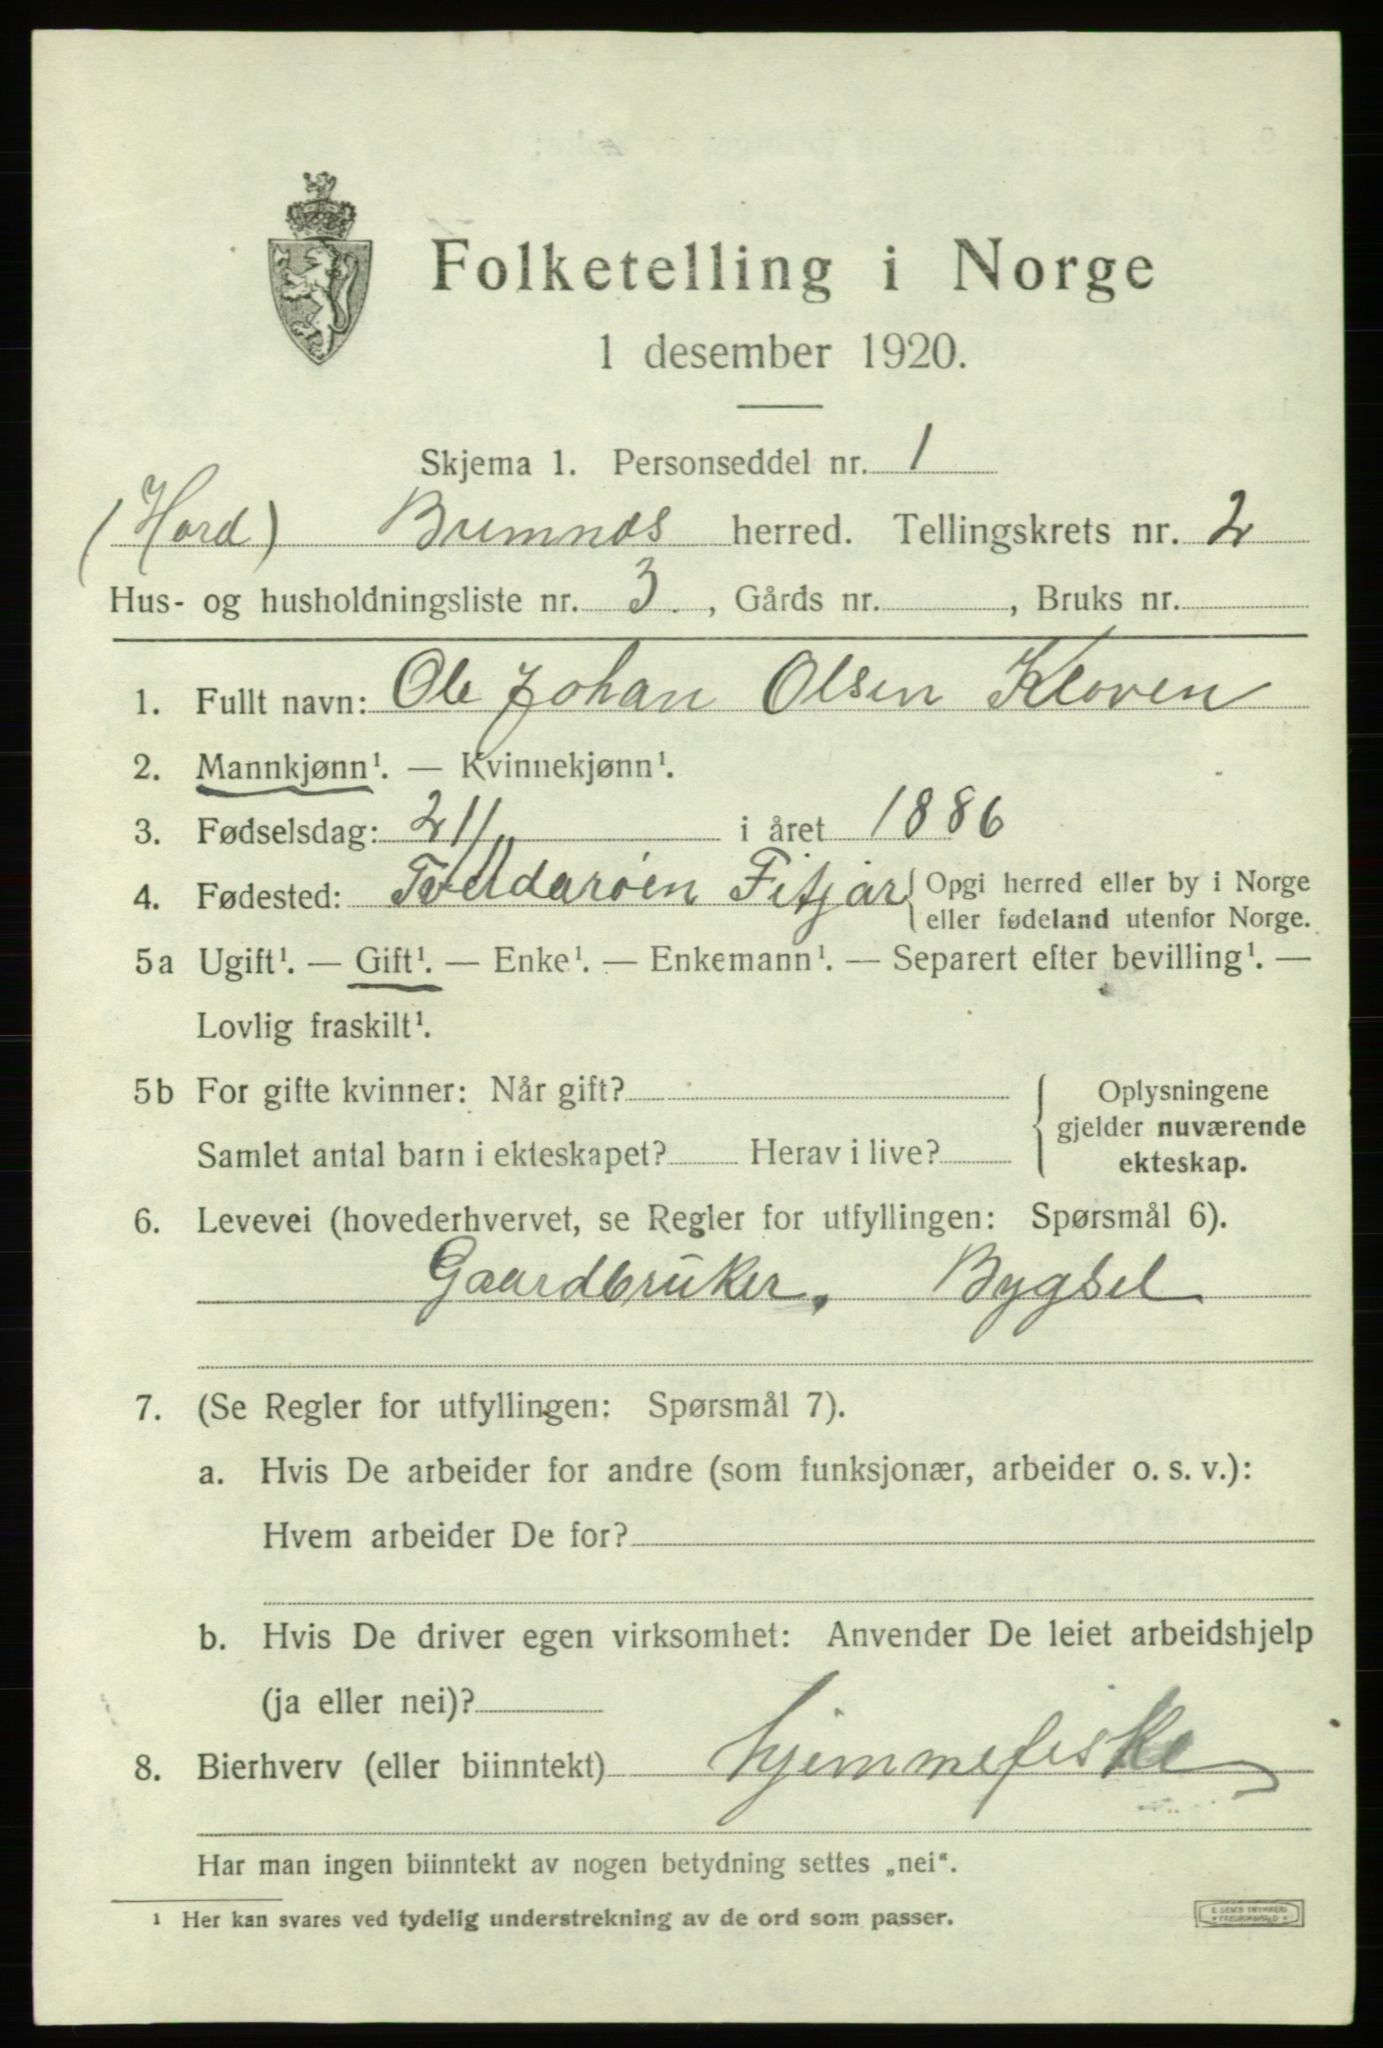 Folketelling i Norge
1 desember 1920.
Skjema 1. Personseddel nr. 1
(Hord) Bremnes herred. Tellingskrets nr. 2
Hus- og husholdningsliste nr. 3. , Gårds nr. , Bruks nr.
1. Fullt navn: Ole Johan Olsen Kloven
2. Mannkjønn¹. — Kvinnekjønn¹.
3. Fødselsdag: i året 1886
4. Fødested: Fitjar { Opgi herred eller by i Norge
eller fødeland utenfor Norge.
5a Ugift¹. — Gift¹. — Enke¹. — Enkemann¹. — Separert efter bevilling¹. —
Lovlig fraskilt¹.
5b For gifte kvinner: Når gift? { Oplysningene
gjelder nuværende
Samlet antal barn i ekteskapet? Herav i live?
ekteskap.
6. Levevei (hovederhvervet, se Regler for utfyllingen: Spørsmål 6).
Gaardbruker, Bygsel
7. (Se Regler for utfyllingen: Spørsmål 7).
a. Hvis De arbeider for andre (som funksjonær, arbeider o. s. v.):
Hvem arbeider De for?
b. Hvis De driver egen virksomhet: Anvender De leiet arbeidshjelp
(ja eller nei)?
8. Bierhverv (eller biinntekt) hjemmefiske
Har man ingen biinntekt av nogen betydning settes „nei“.
¹ Her kan svares ved tydelig understrekning av de ord som passer.